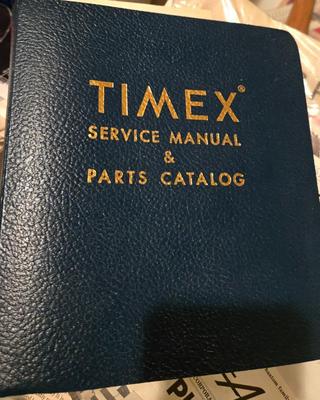 TIMEX®
SERVICE MANUAL
&
PARTS CATALOG